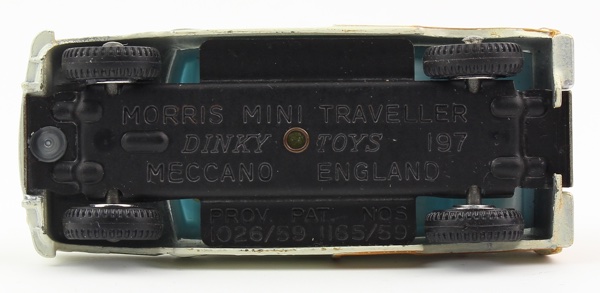 MORRIS MINI TRAVELLER
DINKY TOYS 197
MECCANO ENGLAND
PROV. PAT. NOS
1026/59 1165/59